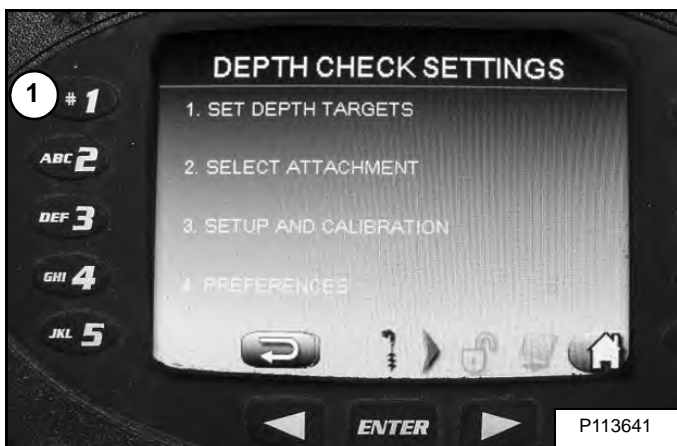 DEPTH CHECK SETTINGS
1
# 1
1. SET DEPTH TARGETS
ABC 2
2. SELECT ATTACHMENT
DEF 3
3. SETUP AND CALIBRATION
GHI 4
4 PREFERENCES
JKL 5
ENTER
P113641